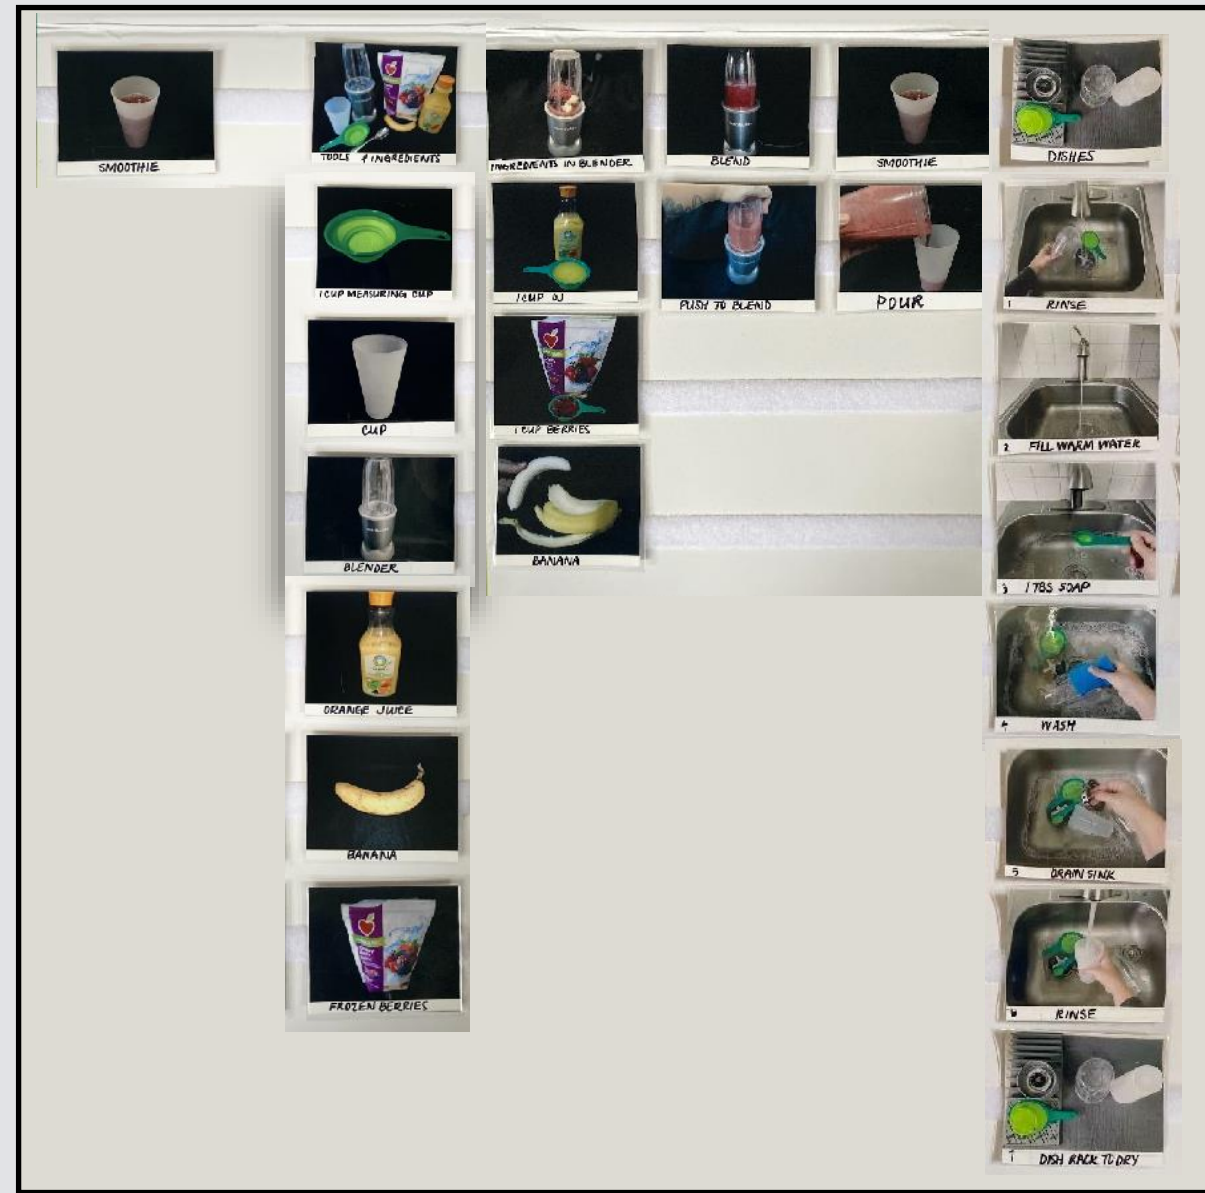 SMOOTHIE
TOOLS & INGREDIENTS
INGREDIENTS IN BLENDER
BLEND
SMOOTHIE
DISHES
1 CUP MEASURING CUP
CUP
BLENDER
ORANGE JUICE
BANANA
FROZEN BERRIES
1 CUP OJ
1 CUP BERRIES
BANANA
PUSH TO BLEND
POUR
1 RINSE
2 FILL WARM WATER
3 1 TBS SOAP
4 WASH
5 DRAIN SINK
6 RINSE
7 DISH RACK TO DRY